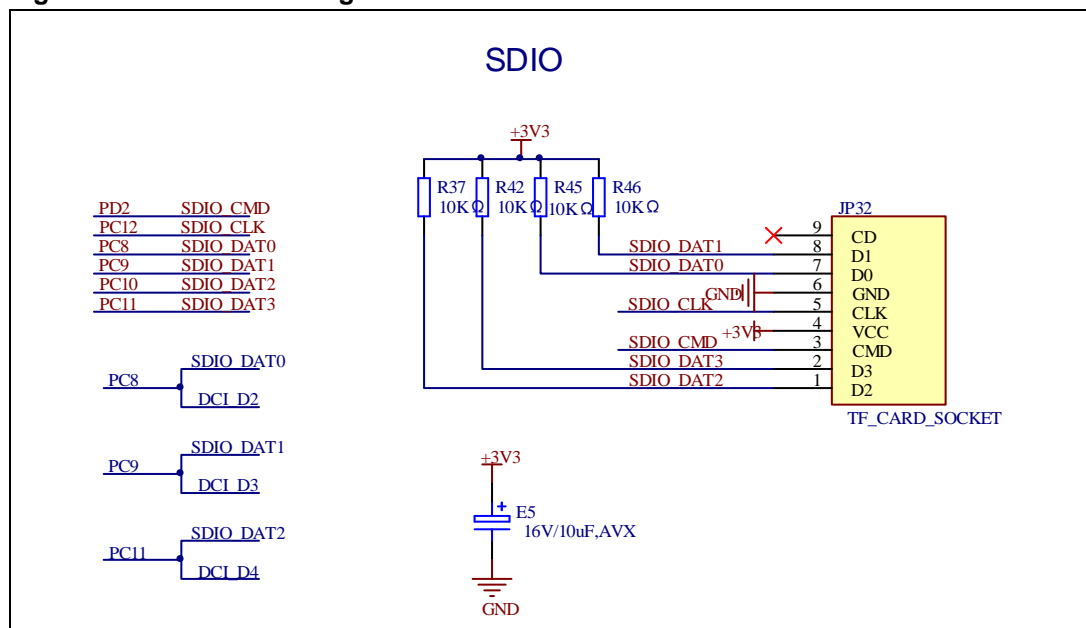 SDIO
+3V3
R37
10KΩ
R42
10KΩ
R45
10KΩ
R46
10KΩ
PD2 SDIO_CMD
PC12 SDIO_CLK
PC8 SDIO_DAT0
PC9 SDIO_DAT1
PC10 SDIO_DAT2
PC11 SDIO_DAT3
JP32
9 CD
SDIO_DAT1 8 D1
SDIO_DAT0 7 D0
GND 6 GND
SDIO_CLK 5 CLK
+3V3 4 VCC
SDIO_CMD 3 CMD
SDIO_DAT3 2 D3
SDIO_DAT2 1 D2
TF_CARD_SOCKET
SDIO_DAT0
PC8
DCI_D2
SDIO_DAT1
PC9
DCI_D3
SDIO_DAT2
PC11
DCI_D4
+3V3
+
E5
16V/10uF,AVX
GND